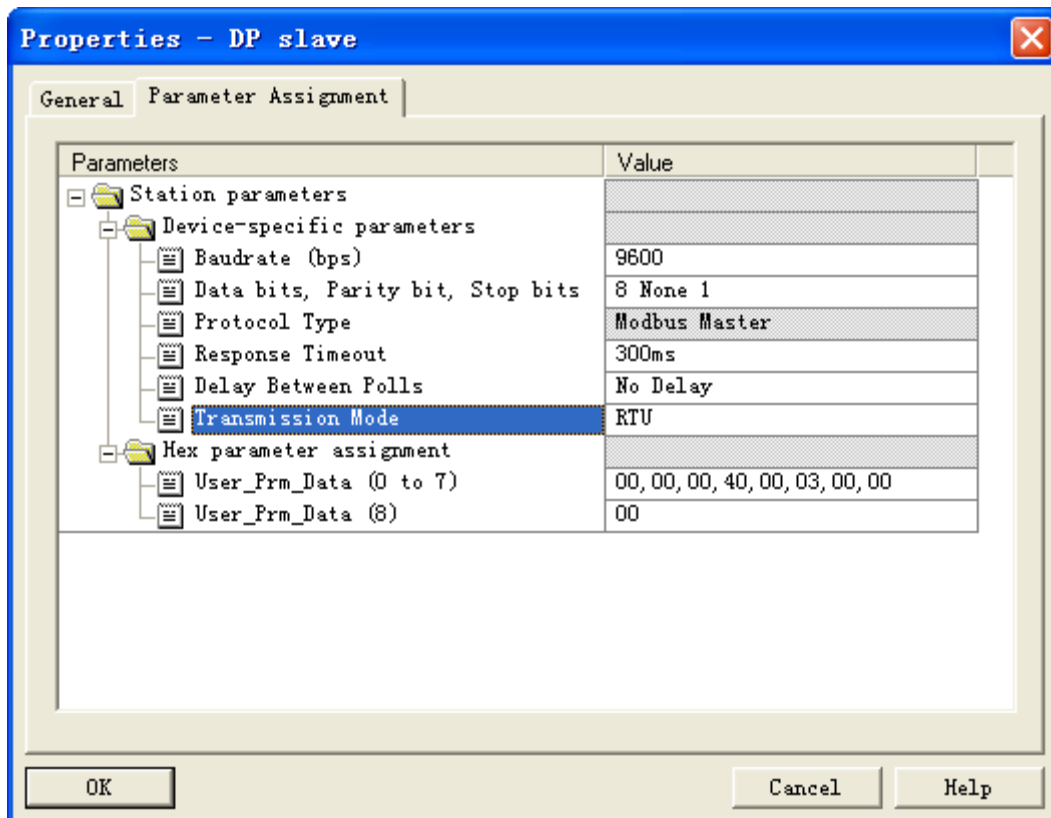 Properties - DP slave
General Parameter Assignment
Parameters Value
Station parameters
Device-specific parameters
Baudrate (bps) 9600
Data bits, Parity bit, Stop bits 8 None 1
Protocol Type Modbus Master
Response Timeout 300ms
Delay Between Polls No Delay
Transmission Mode RTU
Hex parameter assignment
User_Prm_Data (0 to 7) 00, 00, 00, 40, 00, 03, 00, 00
User_Prm_Data (8) 00
OK Cancel Help